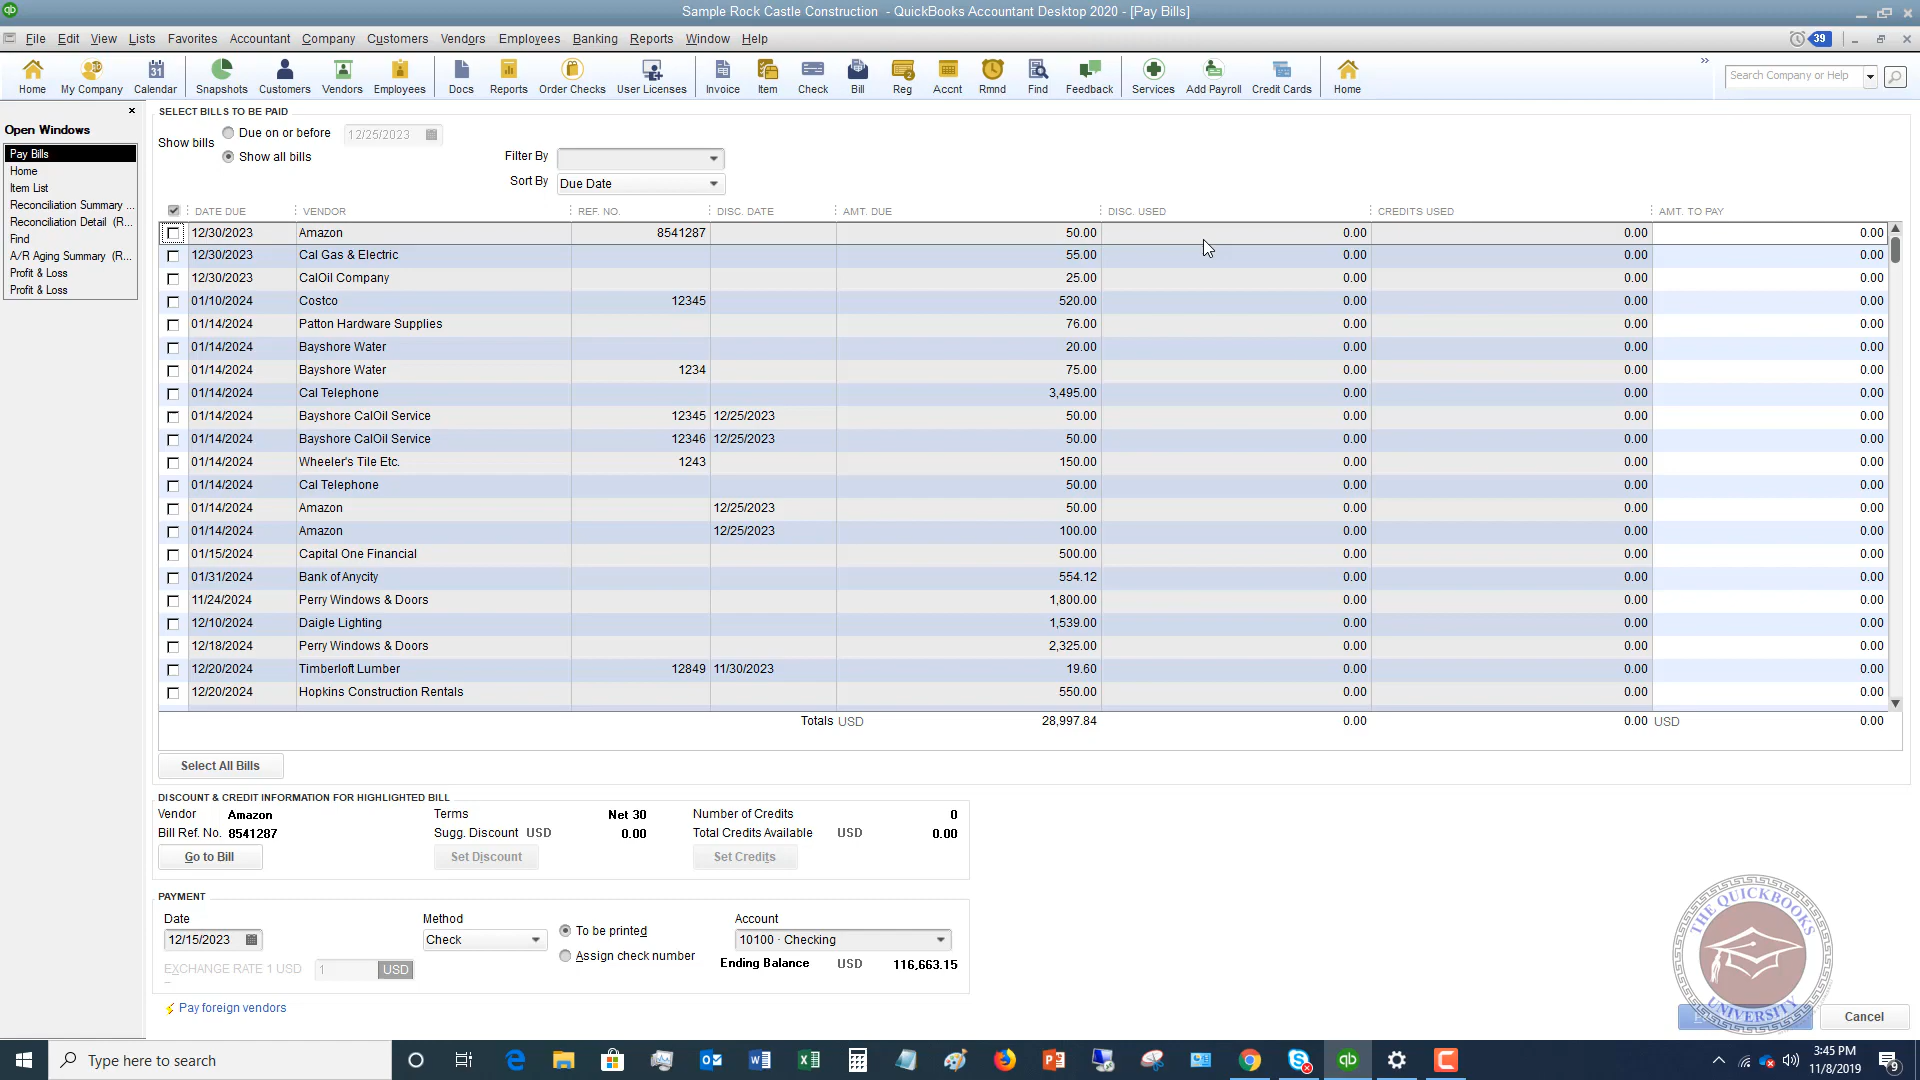 Sample Rock Castle Construction - QuickBooks Accountant Desktop 2020 - [Pay Bills]
File Edit View Lists Favorites Accountant Company Customers Vendors Employees Banking Reports Window Help
39
Home My Company Calendar Snapshots Customers Vendors Employees Docs Reports Order Checks User Licenses Invoice Item Check Bill Reg Accnt Rmnd Find Feedback Services Add Payroll Credit Cards Home
Search Company or Help
Open Windows
Pay Bills
Home
Item List
Reconciliation Summary ...
Reconciliation Detail (R...
Find
A/R Aging Summary (R...
Profit & Loss
Profit & Loss
SELECT BILLS TO BE PAID
Show bills
Due on or before 12/25/2023
Show all bills
Filter By
Sort By Due Date
DATE DUE VENDOR REF. NO. DISC. DATE AMT. DUE DISC. USED CREDITS USED AMT. TO PAY
12/30/2023 Amazon 8541287 50.00 0.00 0.00 0.00
12/30/2023 Cal Gas & Electric 55.00 0.00 0.00 0.00
12/30/2023 CalOil Company 25.00 0.00 0.00 0.00
01/10/2024 Costco 12345 520.00 0.00 0.00 0.00
01/14/2024 Patton Hardware Supplies 76.00 0.00 0.00 0.00
01/14/2024 Bayshore Water 20.00 0.00 0.00 0.00
01/14/2024 Bayshore Water 1234 75.00 0.00 0.00 0.00
01/14/2024 Cal Telephone 3,495.00 0.00 0.00 0.00
01/14/2024 Bayshore CalOil Service 12345 12/25/2023 50.00 0.00 0.00 0.00
01/14/2024 Bayshore CalOil Service 12346 12/25/2023 50.00 0.00 0.00 0.00
01/14/2024 Wheeler's Tile Etc. 1243 150.00 0.00 0.00 0.00
01/14/2024 Cal Telephone 50.00 0.00 0.00 0.00
01/14/2024 Amazon 12/25/2023 50.00 0.00 0.00 0.00
01/14/2024 Amazon 12/25/2023 100.00 0.00 0.00 0.00
01/15/2024 Capital One Financial 500.00 0.00 0.00 0.00
01/31/2024 Bank of Anycity 554.12 0.00 0.00 0.00
11/24/2024 Perry Windows & Doors 1,800.00 0.00 0.00 0.00
12/10/2024 Daigle Lighting 1,539.00 0.00 0.00 0.00
12/18/2024 Perry Windows & Doors 2,325.00 0.00 0.00 0.00
12/20/2024 Timberloft Lumber 12849 11/30/2023 19.60 0.00 0.00 0.00
12/20/2024 Hopkins Construction Rentals 550.00 0.00 0.00 0.00
Totals USD 28,997.84 0.00 0.00 USD 0.00
Select All Bills
DISCOUNT & CREDIT INFORMATION FOR HIGHLIGHTED BILL
Vendor Amazon Terms Net 30 Number of Credits 0
Bill Ref. No. 8541287 Sugg. Discount USD 0.00 Total Credits Available USD 0.00
Go to Bill Set Discount Set Credits
PAYMENT
Date Method Account
12/15/2023 Check To be printed 10100 · Checking
Assign check number Ending Balance USD 116,663.15
EXCHANGE RATE 1 USD 1 USD
Pay foreign vendors
THE QUICKBOOKS UNIVERSITY
Cancel
Type here to search
3:45 PM
11/8/2019
9